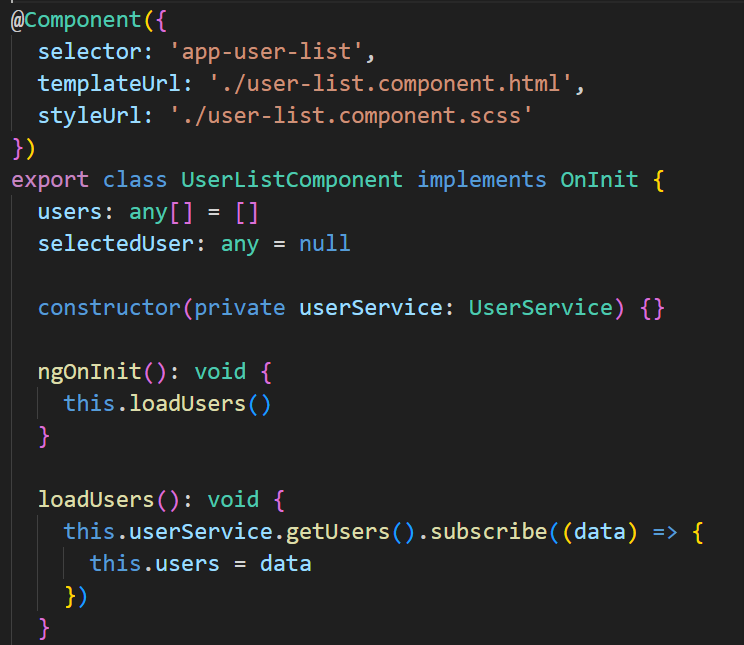 @Component({
  selector: 'app-user-list',
  templateUrl: './user-list.component.html',
  styleUrl: './user-list.component.scss'
})
export class UserListComponent implements OnInit {
  users: any[] = []
  selectedUser: any = null

  constructor(private userService: UserService) {}

  ngOnInit(): void {
    this.loadUsers()
  }

  loadUsers(): void {
    this.userService.getUsers().subscribe((data) => {
      this.users = data
    })
  }